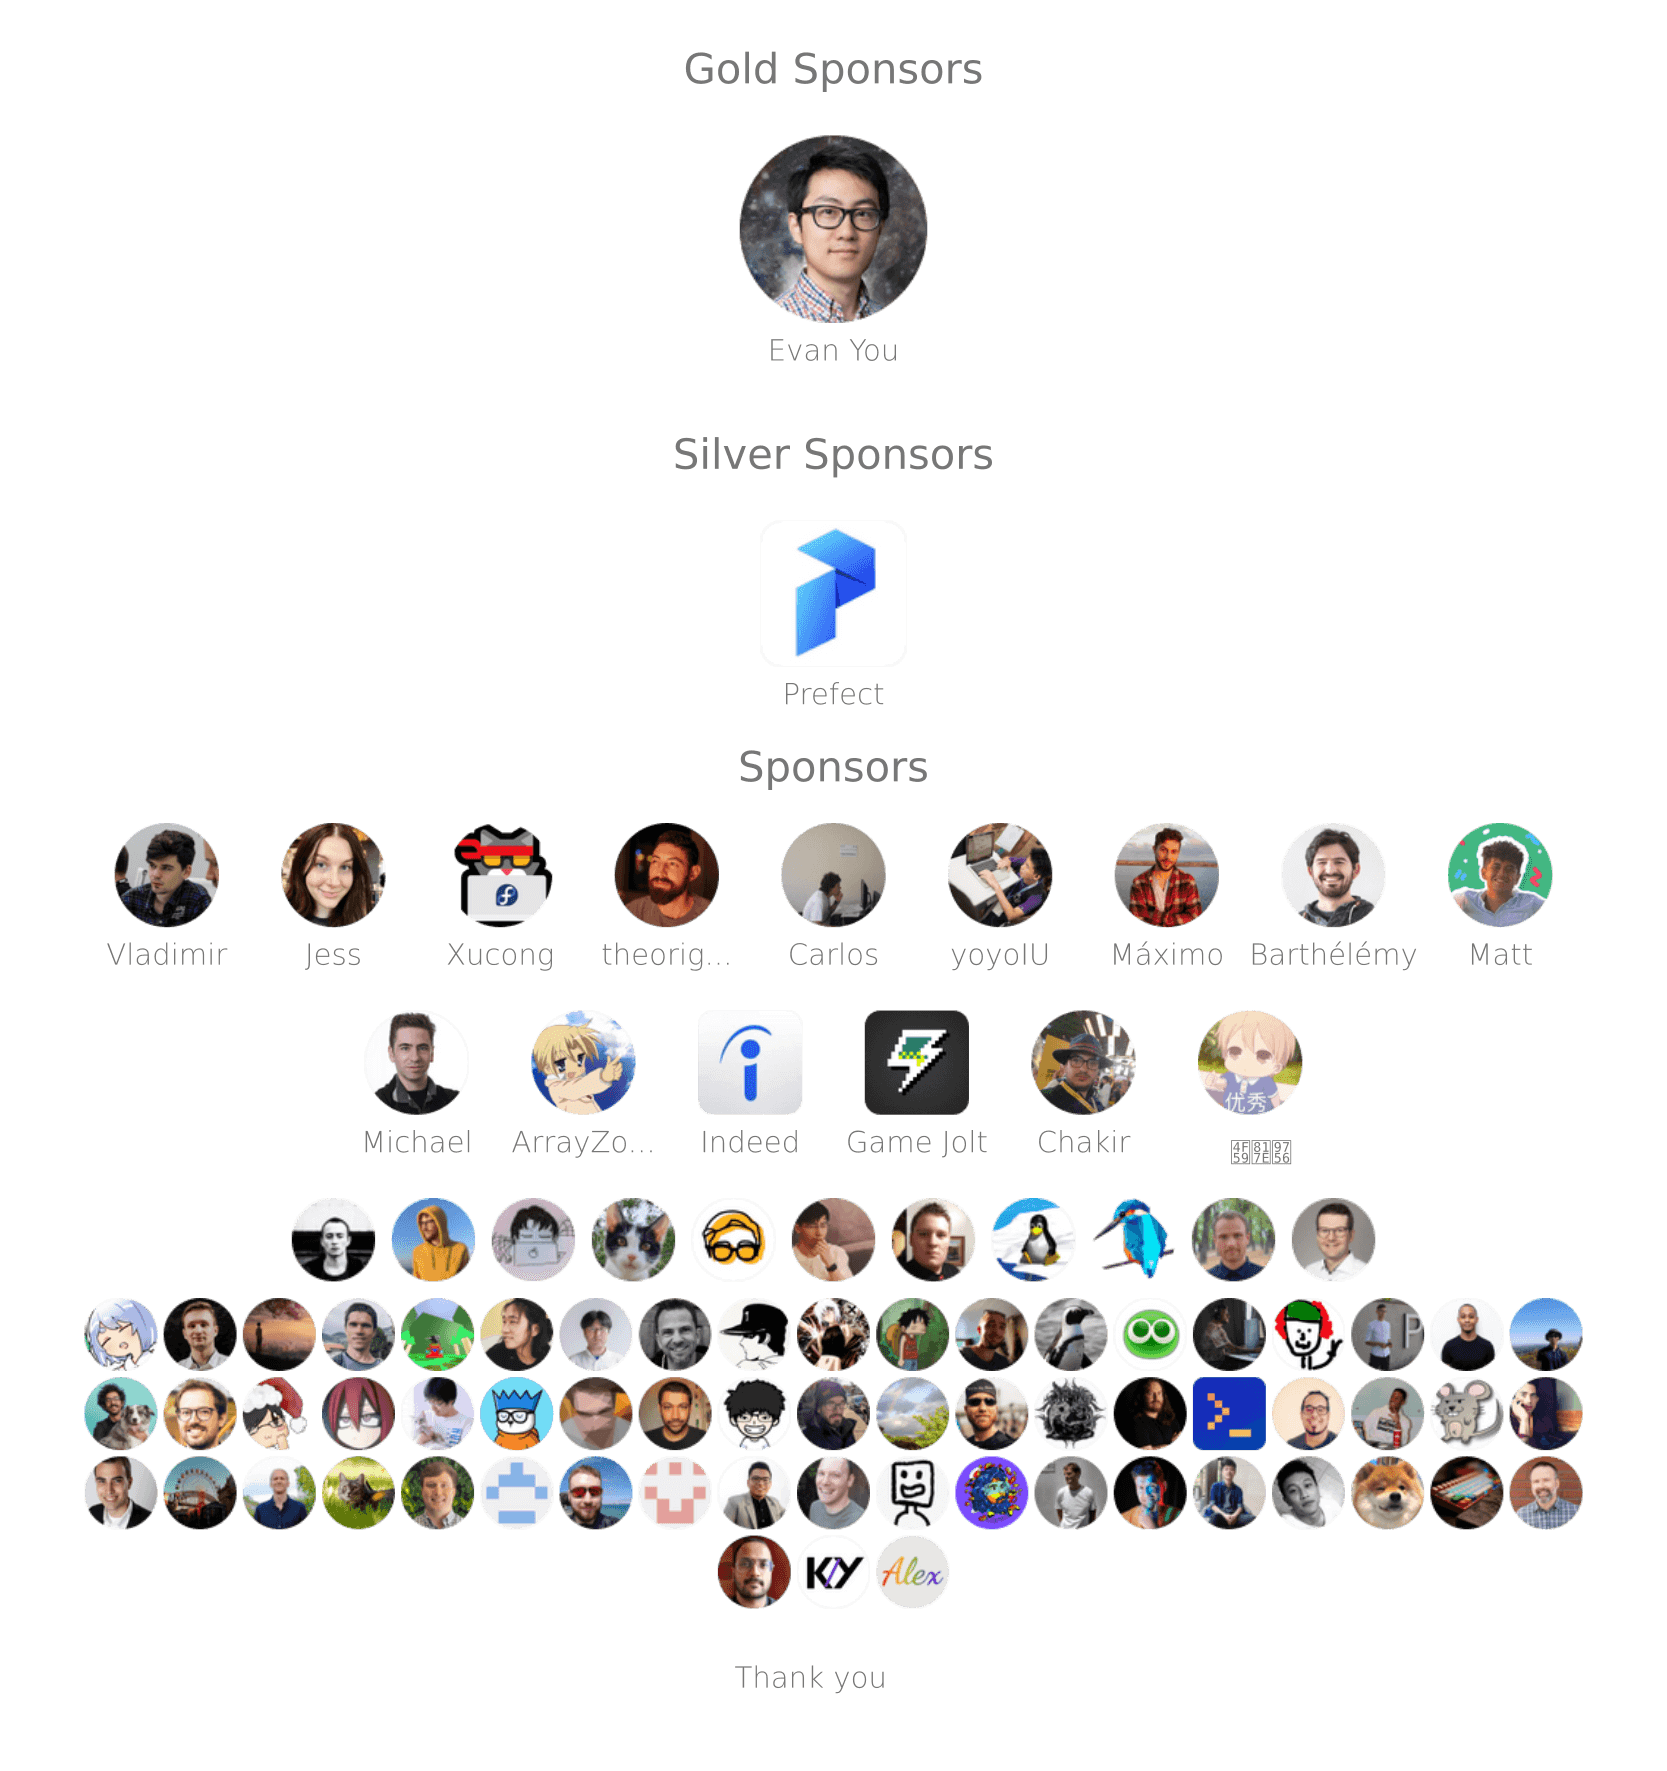 Gold Sponsors
Evan You
Silver Sponsors
Prefect
Sponsors
Vladimir Jess Xucong theorig... Carlos yoyoIU Máximo Barthélémy Matt
优秀
Michael ArrayZo... Indeed Game Jolt Chakir
KY
Alex
Thank you